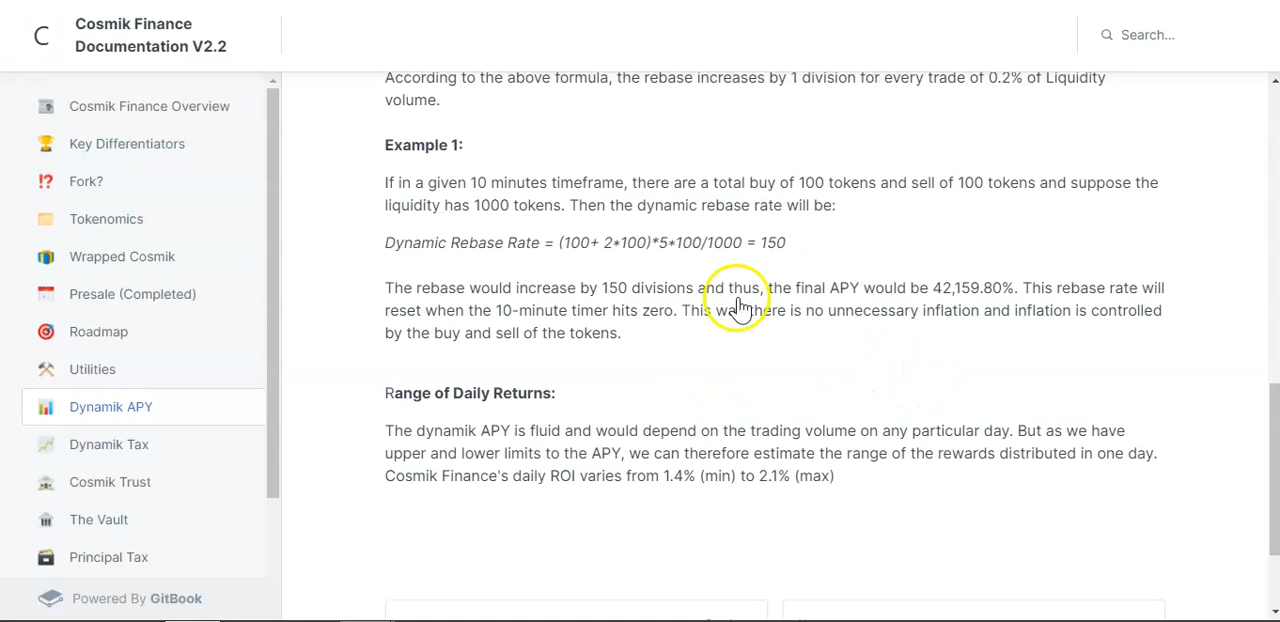 C
Cosmik Finance
Documentation V2.2
Search...
Cosmik Finance Overview
Key Differentiators
Fork?
Tokenomics
Wrapped Cosmik
Presale (Completed)
Roadmap
Utilities
Dynamik APY
Dynamik Tax
Cosmik Trust
The Vault
Principal Tax
Powered By GitBook
According to the above formula, the rebase increases by 1 division for every trade of 0.2% of Liquidity
volume.
Example 1:
If in a given 10 minutes timeframe, there are a total buy of 100 tokens and sell of 100 tokens and suppose the
liquidity has 1000 tokens. Then the dynamic rebase rate will be:
Dynamic Rebase Rate = (100+ 2*100)*5*100/1000 = 150
The rebase would increase by 150 divisions and thus, the final APY would be 42,159.80%. This rebase rate will
reset when the 10-minute timer hits zero. This way there is no unnecessary inflation and inflation is controlled
by the buy and sell of the tokens.
Range of Daily Returns:
The dynamik APY is fluid and would depend on the trading volume on any particular day. But as we have
upper and lower limits to the APY, we can therefore estimate the range of the rewards distributed in one day.
Cosmik Finance's daily ROI varies from 1.4% (min) to 2.1% (max)